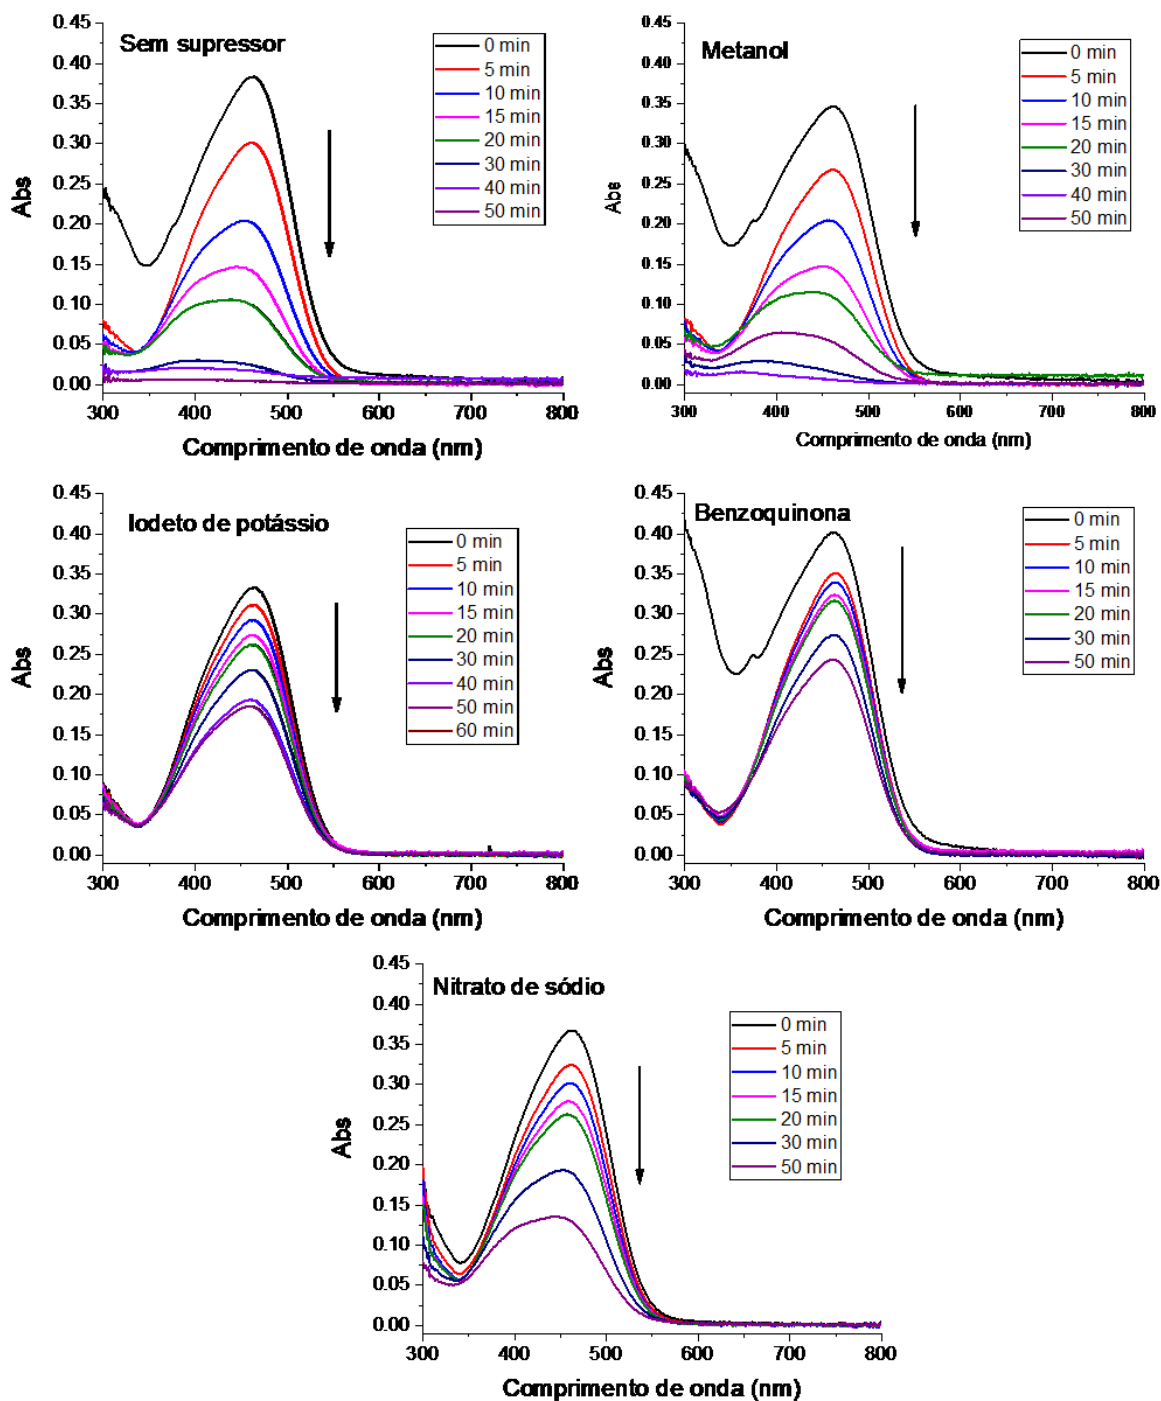 Sem supressor
0 min
5 min
10 min
15 min
20 min
30 min
40 min
50 min
0.45
0.40
0.35
0.30
0.25
0.20
0.15
0.10
0.05
0.00
Abs
300 400 500 600 700 800
Comprimento de onda (nm)
Metanol
0 min
5 min
10 min
15 min
20 min
30 min
40 min
50 min
0.45
0.40
0.35
0.30
0.25
0.20
0.15
0.10
0.05
0.00
Abs
300 400 500 600 700 800
Comprimento de onda (nm)
Iodeto de potássio
0 min
5 min
10 min
15 min
20 min
30 min
40 min
50 min
60 min
0.45
0.40
0.35
0.30
0.25
0.20
0.15
0.10
0.05
0.00
Abs
300 400 500 600 700 800
Comprimento de onda (nm)
Benzoquinona
0 min
5 min
10 min
15 min
20 min
30 min
50 min
0.45
0.40
0.35
0.30
0.25
0.20
0.15
0.10
0.05
0.00
Abs
300 400 500 600 700 800
Comprimento de onda (nm)
Nitrato de sódio
0 min
5 min
10 min
15 min
20 min
30 min
50 min
0.45
0.40
0.35
0.30
0.25
0.20
0.15
0.10
0.05
0.00
Abs
300 400 500 600 700 800
Comprimento de onda (nm)